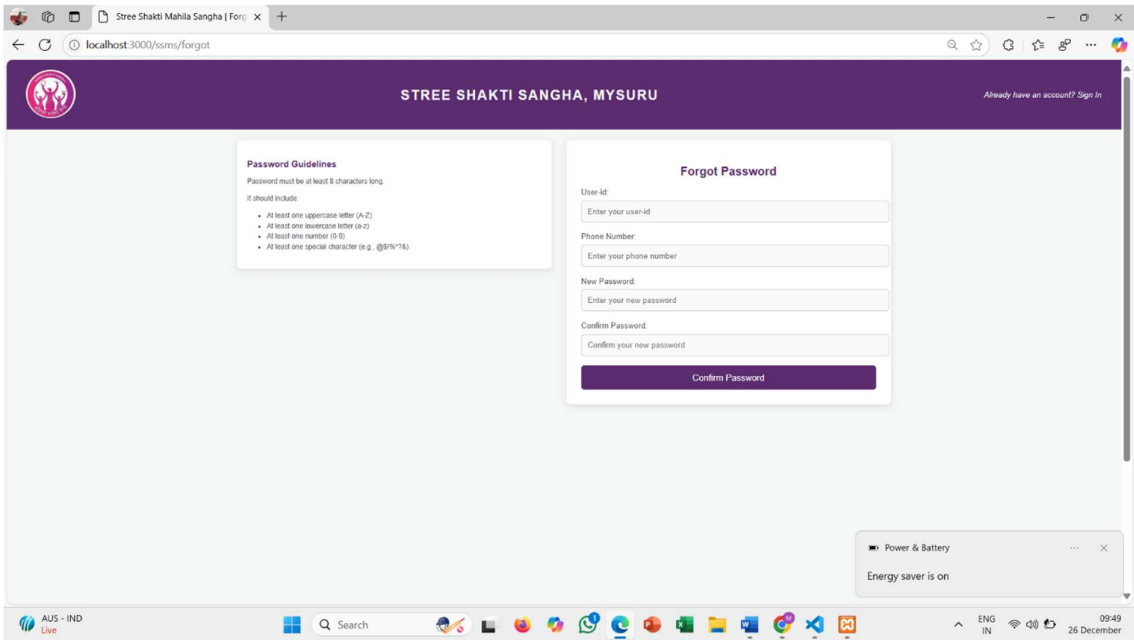 Stree Shakti Mahila Sangha | Forg
localhost:3000/ssms/forgot
STREE SHAKTI SANGHA, MYSURU
Already have an account? Sign In
Password Guidelines
Password must be at least 8 characters long.
It should include:
At least one uppercase letter (A-Z)
At least one lowercase letter (a-z)
At least one number (0-9)
At least one special character (e.g., @$!%*?&)
Forgot Password
User-Id:
Enter your user-id
Phone Number:
Enter your phone number
New Password:
Enter your new password
Confirm Password:
Confirm your new password
Confirm Password
Power & Battery
Energy saver is on
AUS - IND
Live
Search
ENG
IN
09:49
26 December